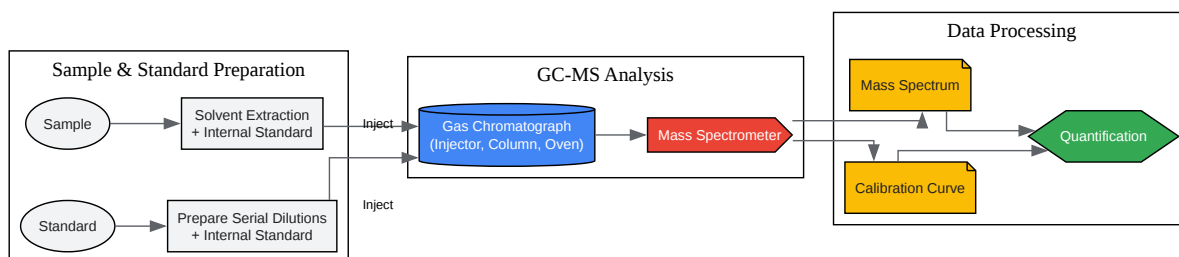 Sample & Standard Preparation
Sample
Solvent Extraction
+ Internal Standard
Standard
Prepare Serial Dilutions
+ Internal Standard
Inject
Inject
GC-MS Analysis
Gas Chromatograph
(Injector, Column, Oven)
Mass Spectrometer
Data Processing
Mass Spectrum
Calibration Curve
Quantification